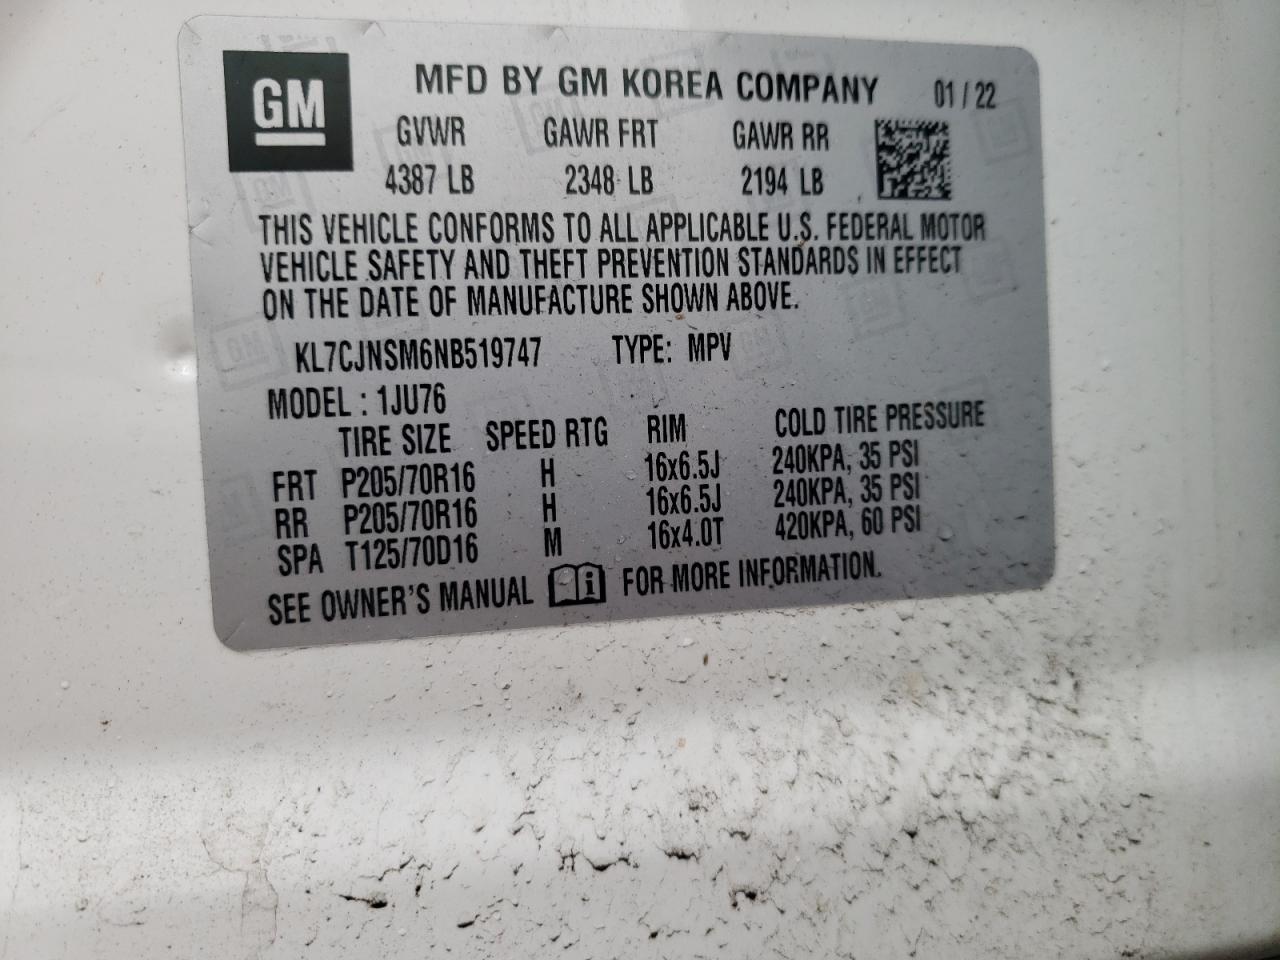 GM
MFD BY GM KOREA COMPANY 01 / 22
GVWR GAWR FRT GAWR RR
4387 LB 2348 LB 2194 LB
THIS VEHICLE CONFORMS TO ALL APPLICABLE U.S. FEDERAL MOTOR
VEHICLE SAFETY AND THEFT PREVENTION STANDARDS IN EFFECT
ON THE DATE OF MANUFACTURE SHOWN ABOVE.
KL7CJNSM6NB519747 TYPE: MPV
MODEL : 1JU76
TIRE SIZE SPEED RTG RIM COLD TIRE PRESSURE
FRT P205/70R16 H 16x6.5J 240KPA, 35 PSI
RR P205/70R16 H 16x6.5J 240KPA, 35 PSI
SPA T125/70D16 M 16x4.0T 420KPA, 60 PSI
SEE OWNER'S MANUAL i FOR MORE INFORMATION.